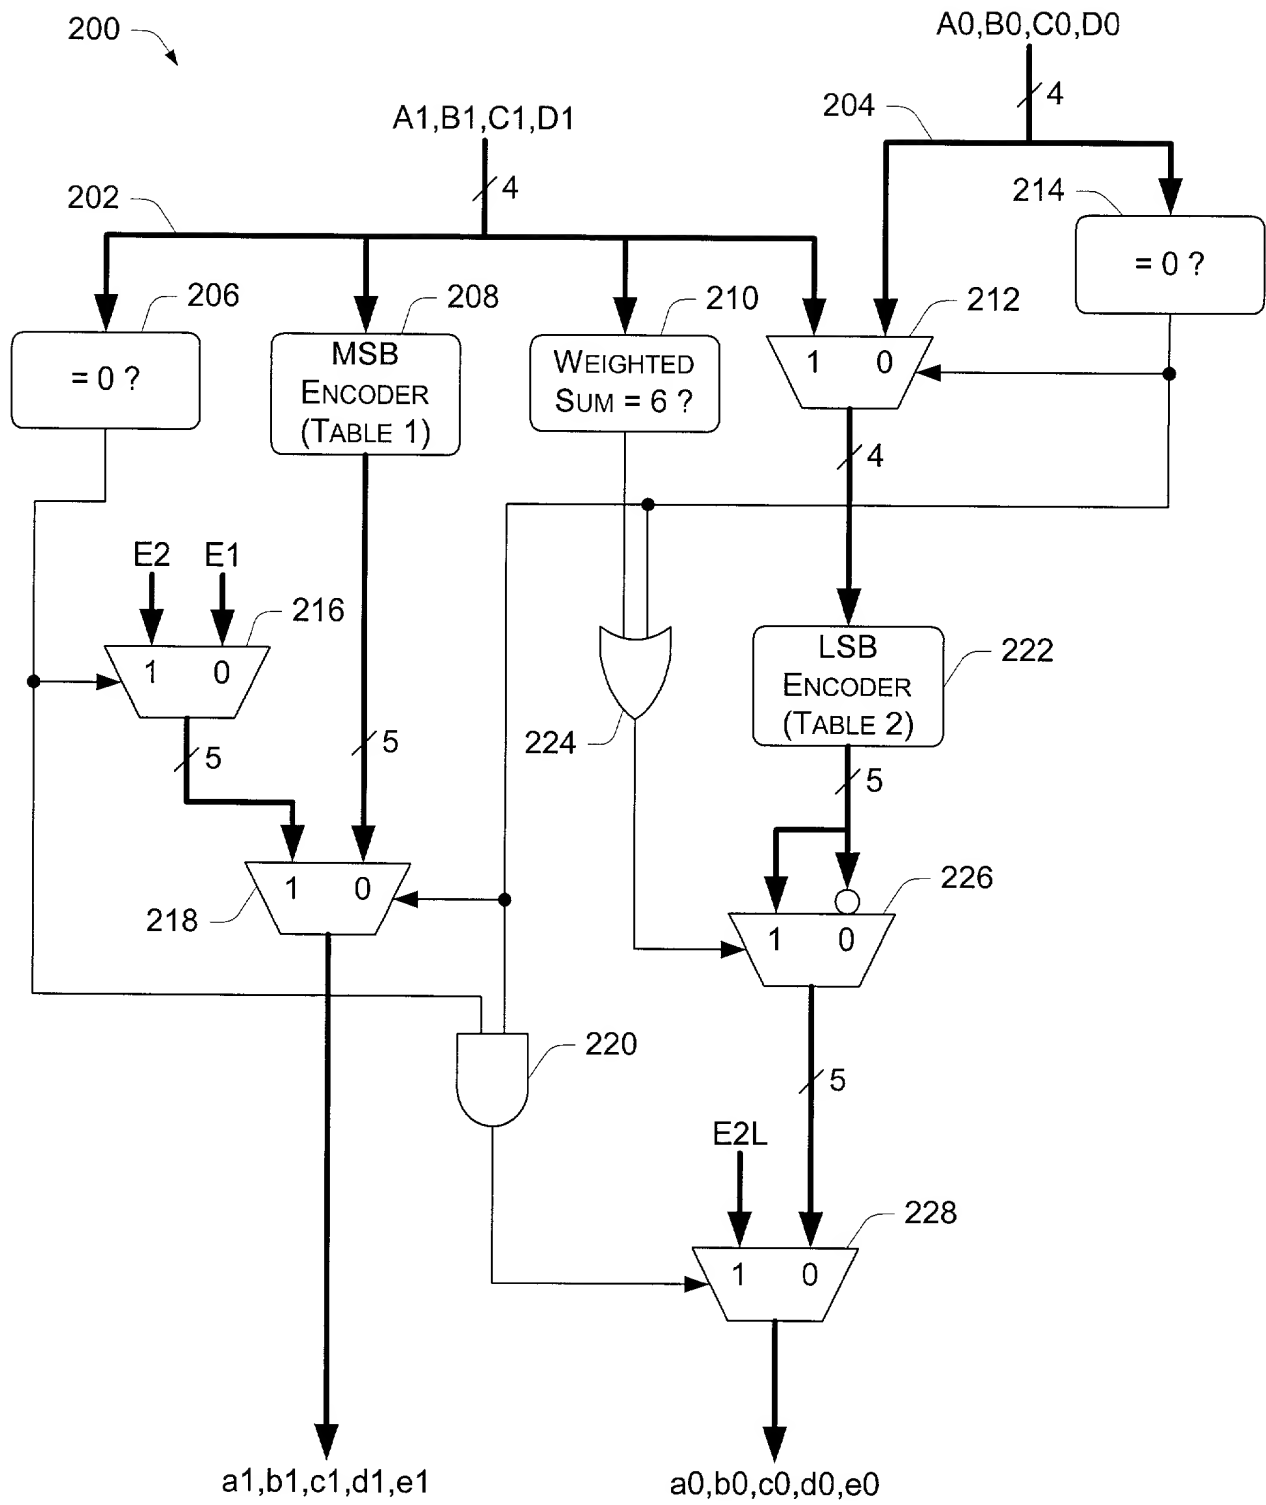 200
A0,B0,C0,D0
4
204
A1,B1,C1,D1
4
202
214
= 0 ?
206
208
210
212
= 0 ?
MSB
ENCODER
(TABLE 1)
WEIGHTED
SUM = 6 ?
1 0
4
E2 E1
216
1 0
LSB
ENCODER
(TABLE 2)
222
224
5
5
5
1 0
218
226
1 0
220
5
E2L
228
1 0
a1,b1,c1,d1,e1
a0,b0,c0,d0,e0